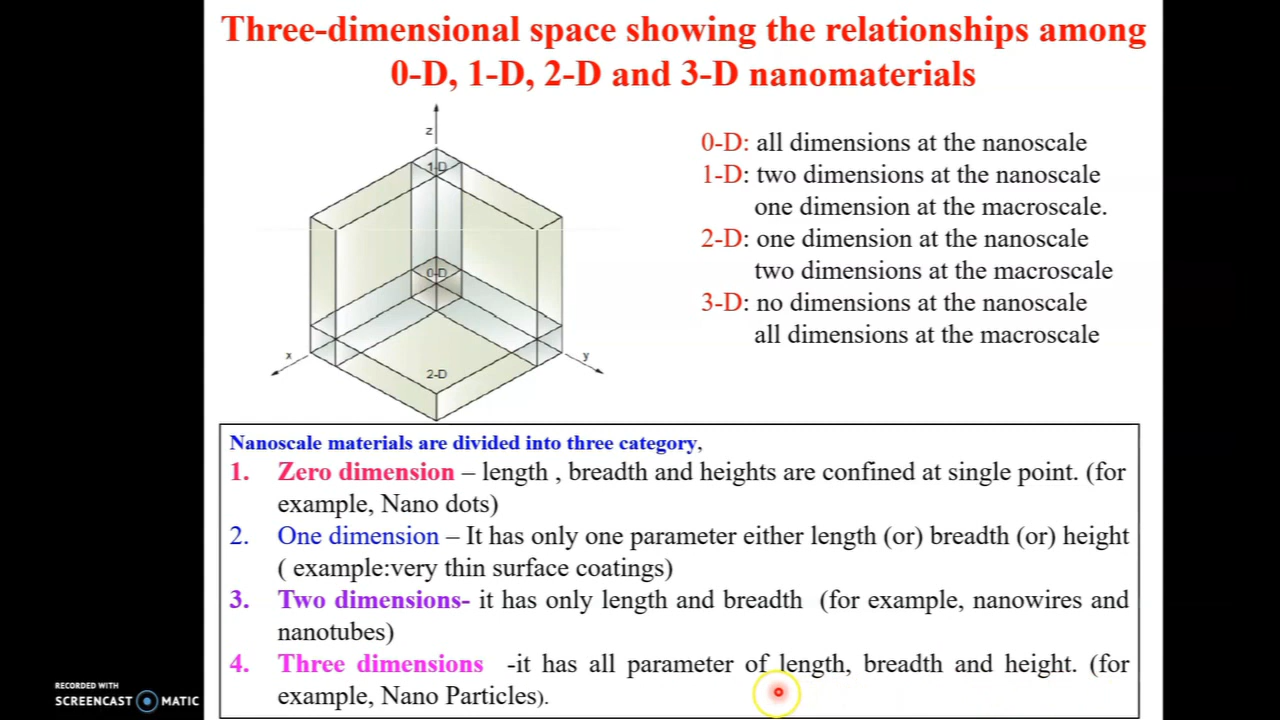 Three-dimensional space showing the relationships among
0-D, 1-D, 2-D and 3-D nanomaterials
z
1-D
0-D
x
y
2-D
0-D: all dimensions at the nanoscale
1-D: two dimensions at the nanoscale
one dimension at the macroscale.
2-D: one dimension at the nanoscale
two dimensions at the macroscale
3-D: no dimensions at the nanoscale
all dimensions at the macroscale
Nanoscale materials are divided into three category,
1. Zero dimension – length , breadth and heights are confined at single point. (for
example, Nano dots)
2. One dimension – It has only one parameter either length (or) breadth (or) height
( example:very thin surface coatings)
3. Two dimensions- it has only length and breadth (for example, nanowires and
nanotubes)
4. Three dimensions -it has all parameter of length, breadth and height. (for
example, Nano Particles).
RECORDED WITH
SCREENCAST MATIC